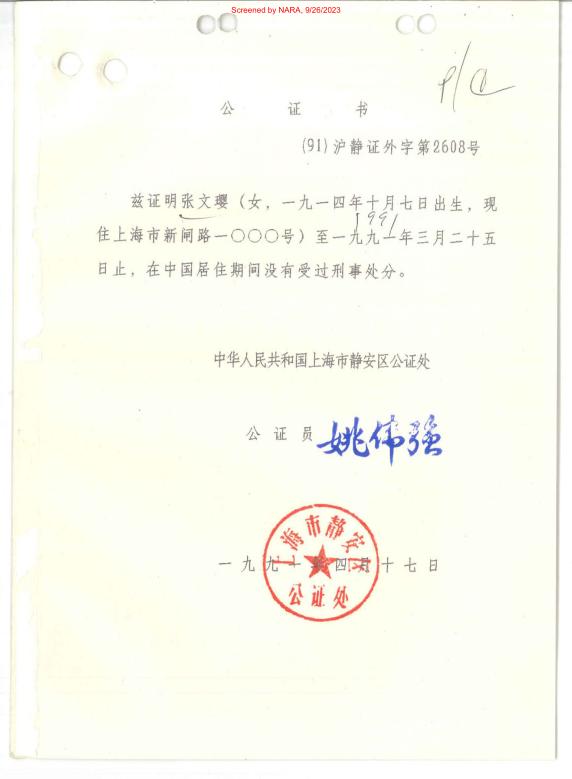 Screened by NARA, 9/26/2023
公 证 书
(91)沪静证外字第2608号
兹证明张文璎(女,一九一四年十月七日出生,现
1991
住上海市新闸路一〇〇〇号)至一九九一年三月二十五
日止,在中国居住期间没有受过刑事处分。
中华人民共和国上海市静安区公证处
公 证 员 姚伟强
上海市静安区
一九九一年四月十七日
公证处